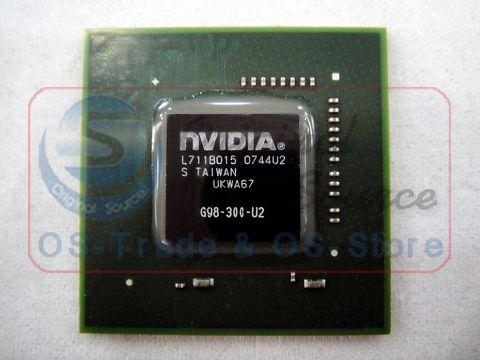 NVIDIA®
L711B015 0744U2
S TAIWAN
UKWA67
G98-300-U2
S
Original Source
OS-Trade & OS Store